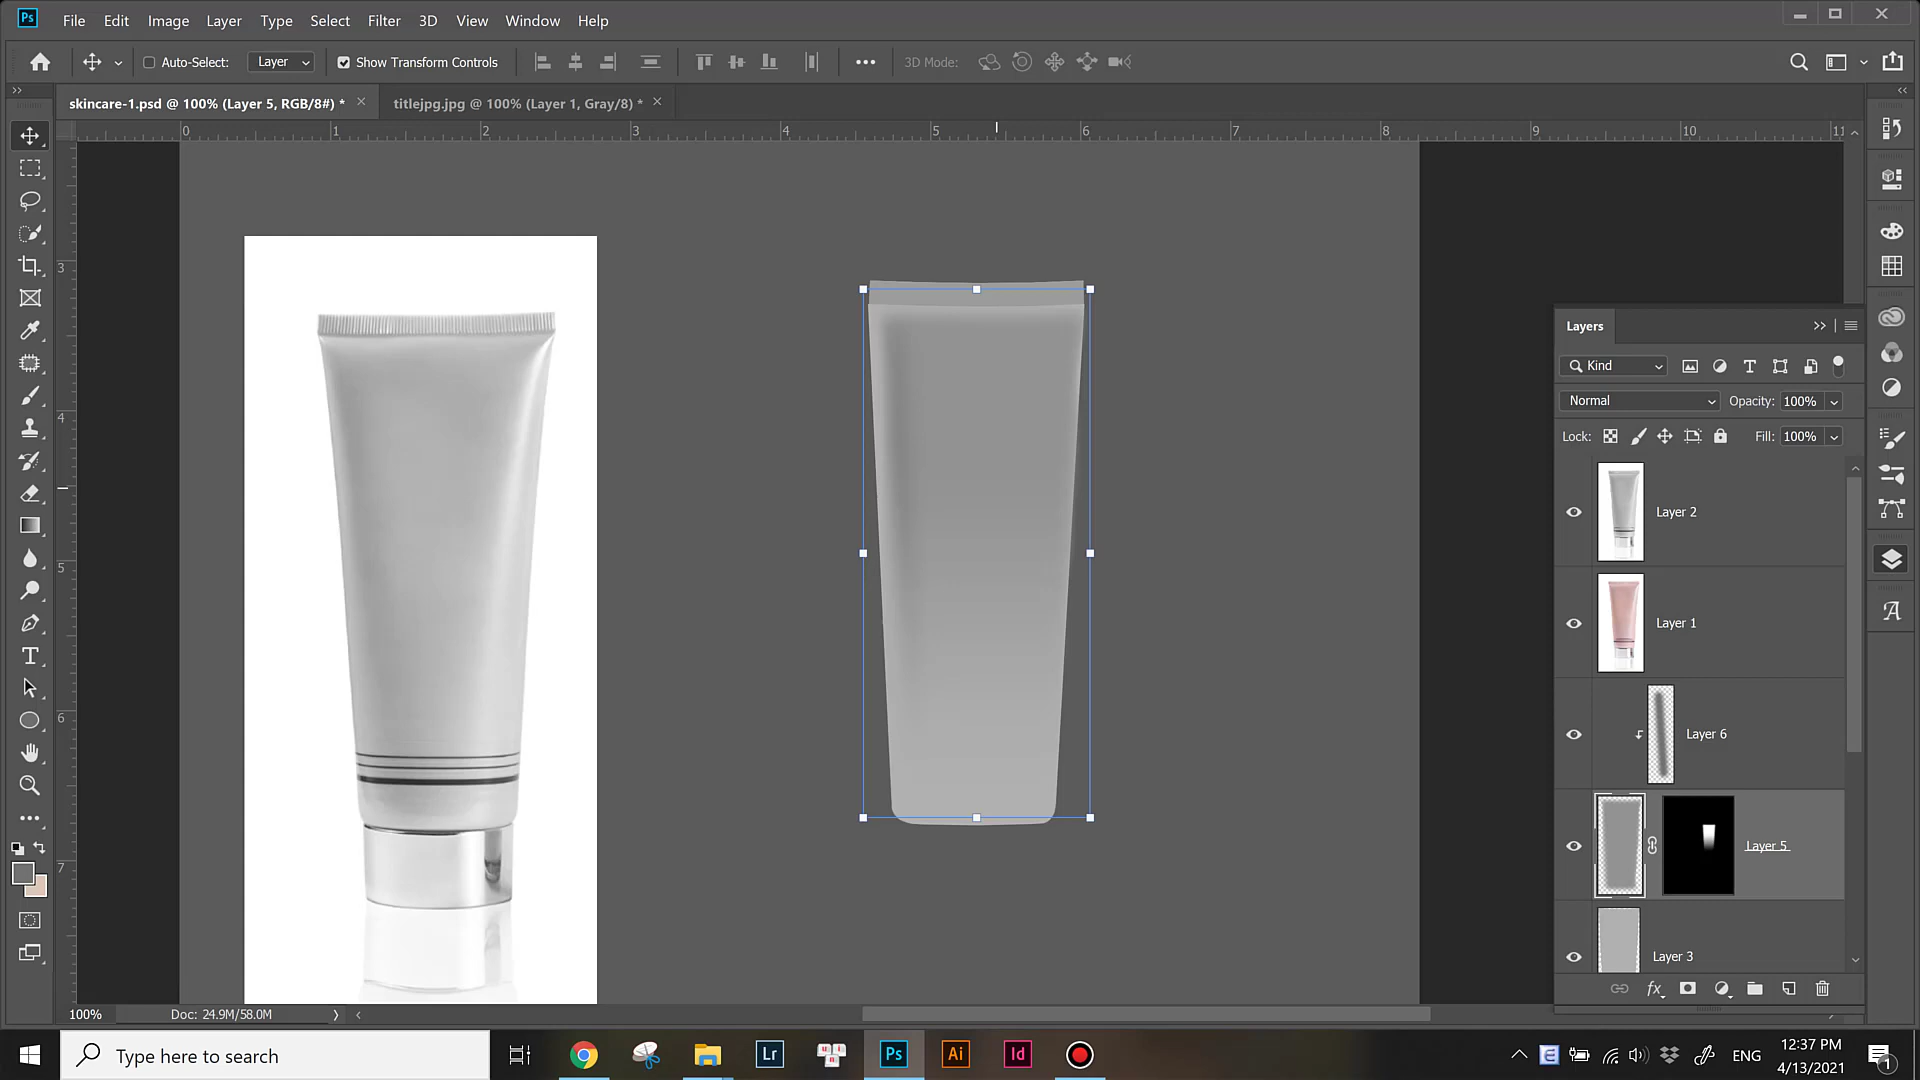 Ps File Edit Image Layer Type Select Filter 3D View Window Help
Auto-Select: Layer Show Transform Controls 3D Mode:
skincare-1.psd @ 100% (Layer 5, RGB/8#) * titlejpg.jpg @ 100% (Layer 1, Gray/8) *
0 1 2 3 4 5 6 7 8 9 10 11
3
4
5
6
7
Layers
Kind
Normal Opacity: 100%
Lock: Fill: 100%
Layer 2
Layer 1
Layer 6
Layer 5
Layer 3
fx
100% Doc: 24.9M/58.0M
Type here to search
Lr Ps Ai Id
ENG
12:37 PM
4/13/2021
1